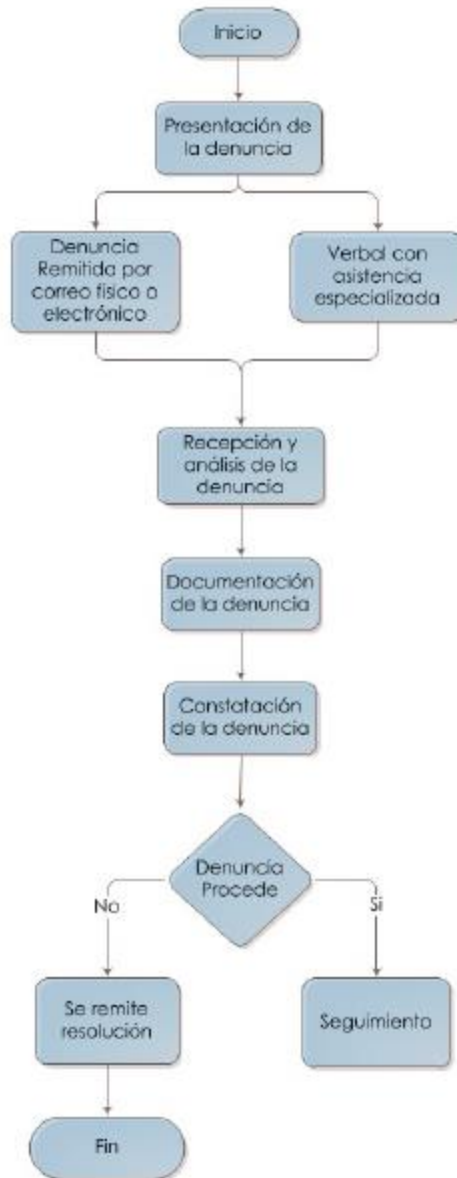 Inicio
Presentación de
la denuncia
Denuncia
Remitida por
correo físico o
electrónico
Verbal con
asistencia
especializada
Recepción y
análisis de la
denuncia
Documentación
de la denuncia
Constatación
de la denuncia
Denuncia
Procede
No
Si
Se remite
resolución
Seguimiento
Fin